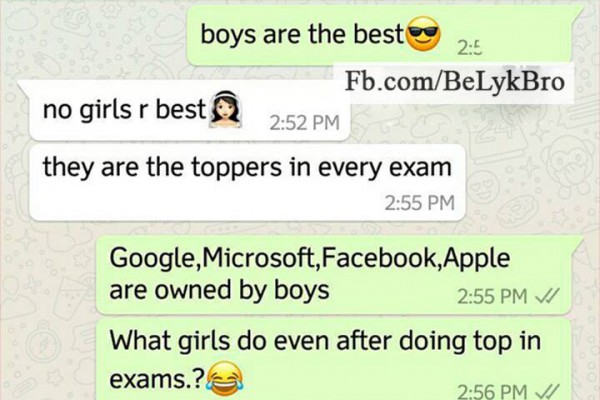 boys are the best😎
Fb.com/BeLykBro
no girls r best👰
2:52 PM
they are the toppers in every exam
2:55 PM
Google,Microsoft,Facebook,Apple
are owned by boys
2:55 PM
What girls do even after doing top in
exams.?😂
2:56 PM